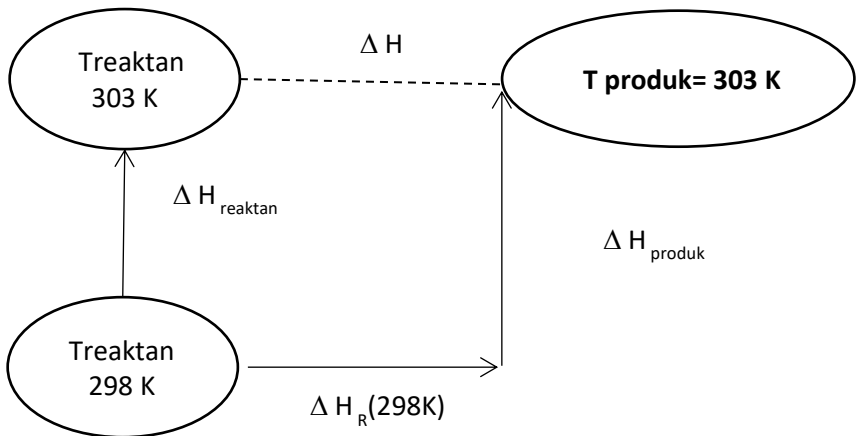 Treaktan
303 K
Δ H
T produk= 303 K
Δ H reaktan
Δ H produk
Treaktan
298 K
Δ H R(298K)